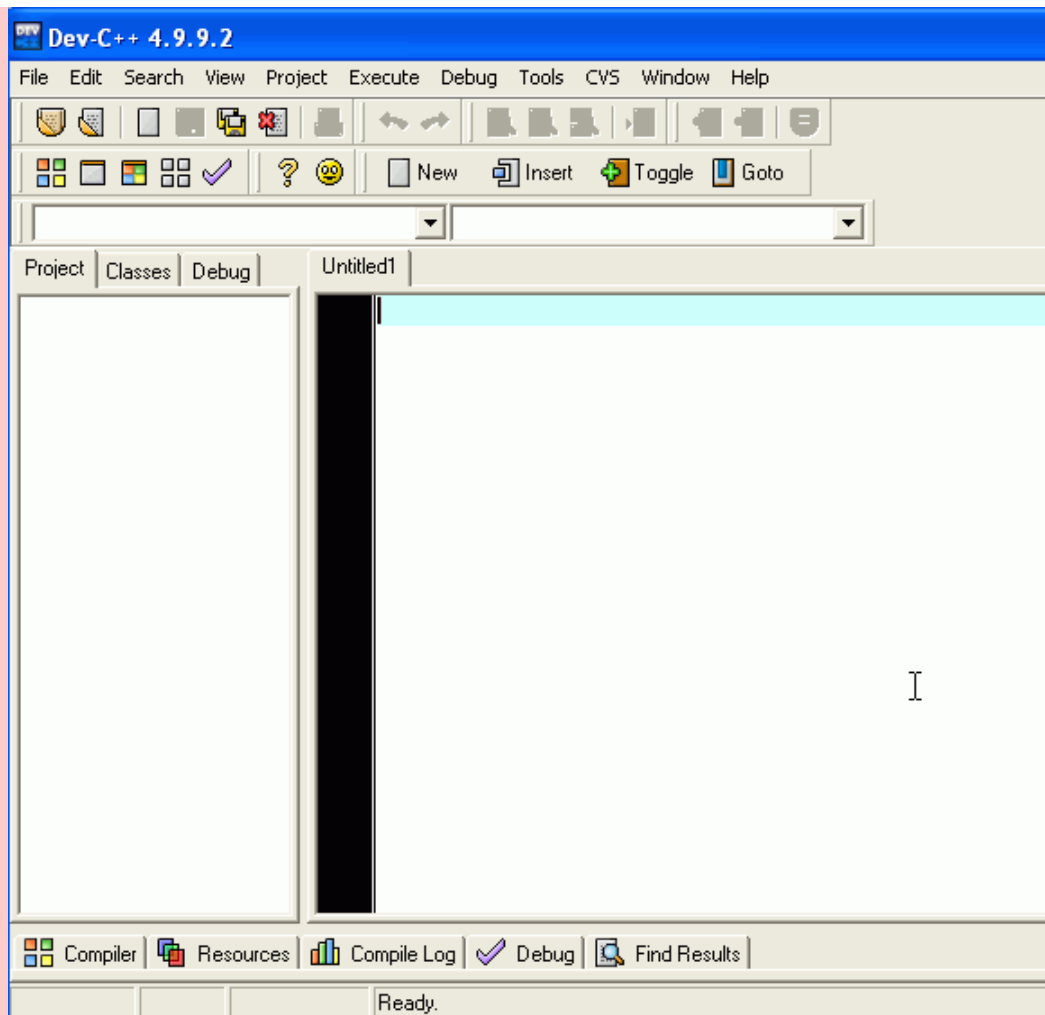 DEV Dev-C++ 4.9.9.2
File Edit Search View Project Execute Debug Tools CVS Window Help
New Insert Toggle Goto
Project Classes Debug Untitled1
Compiler Resources Compile Log Debug Find Results
Ready.